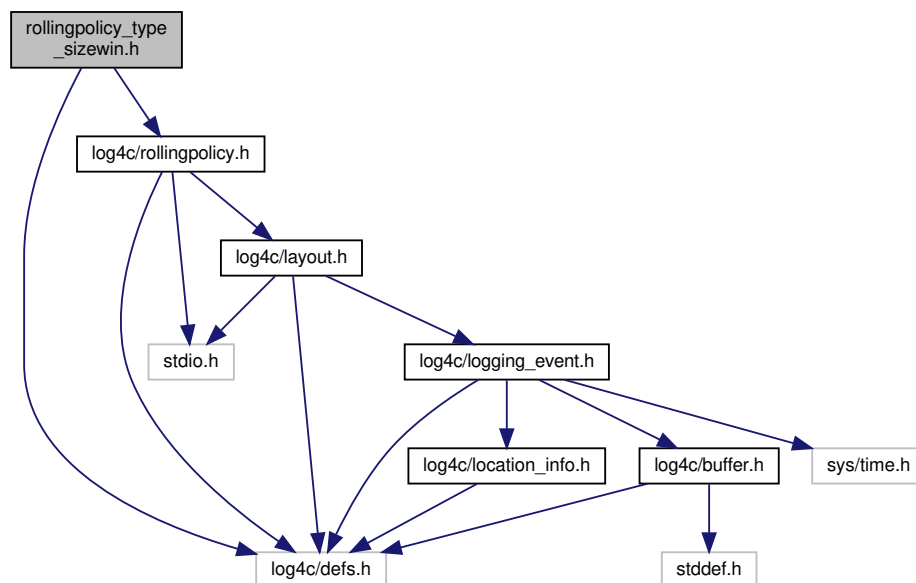 rollingpolicy_type
_sizewin.h
log4c/rollingpolicy.h
log4c/layout.h
stdio.h
log4c/logging_event.h
log4c/location_info.h
log4c/buffer.h
sys/time.h
log4c/defs.h
stddef.h